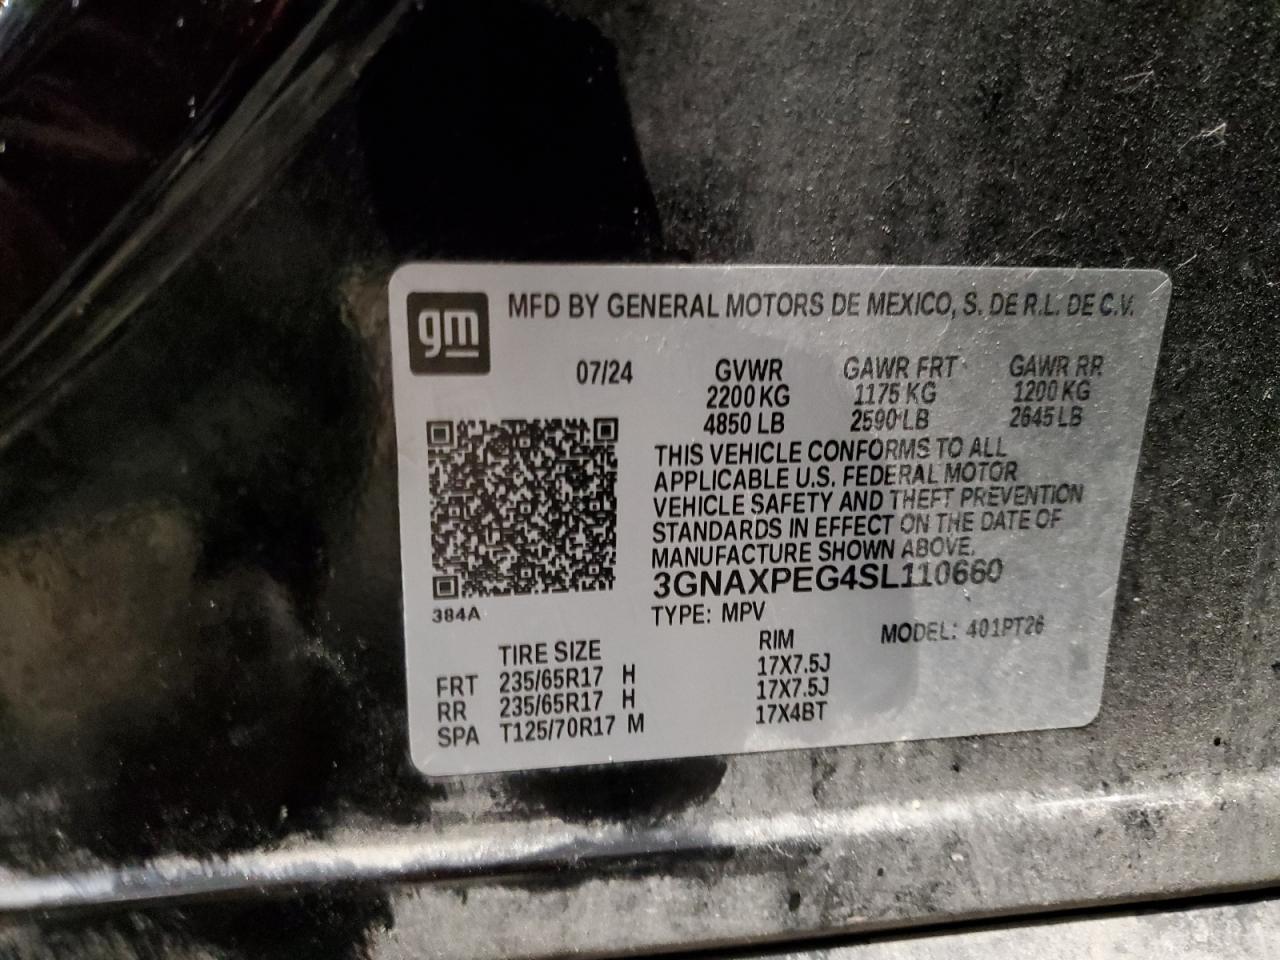 gm
MFD BY GENERAL MOTORS DE MEXICO, S. DE R.L. DE C.V.
07/24 GVWR GAWR FRT GAWR RR
2200 KG 1175 KG 1200 KG
4850 LB 2590 LB 2645 LB
THIS VEHICLE CONFORMS TO ALL
APPLICABLE U.S. FEDERAL MOTOR
VEHICLE SAFETY AND THEFT PREVENTION
STANDARDS IN EFFECT ON THE DATE OF
MANUFACTURE SHOWN ABOVE.
3GNAXPEG4SL110660
384A
TYPE: MPV MODEL: 401PT26
TIRE SIZE RIM
FRT 235/65R17 H 17X7.5J
RR 235/65R17 H 17X7.5J
SPA T125/70R17 M 17X4BT